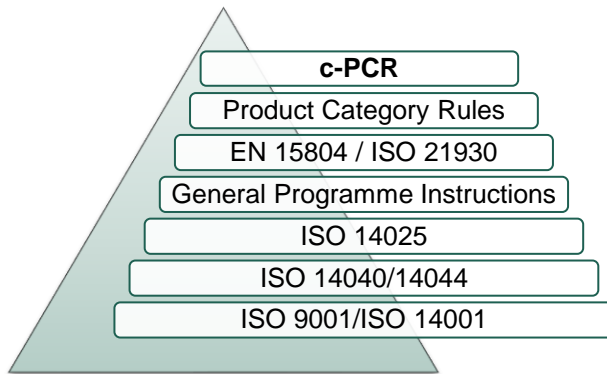 c-PCR
Product Category Rules
EN 15804 / ISO 21930
General Programme Instructions
ISO 14025
ISO 14040/14044
ISO 9001/ISO 14001